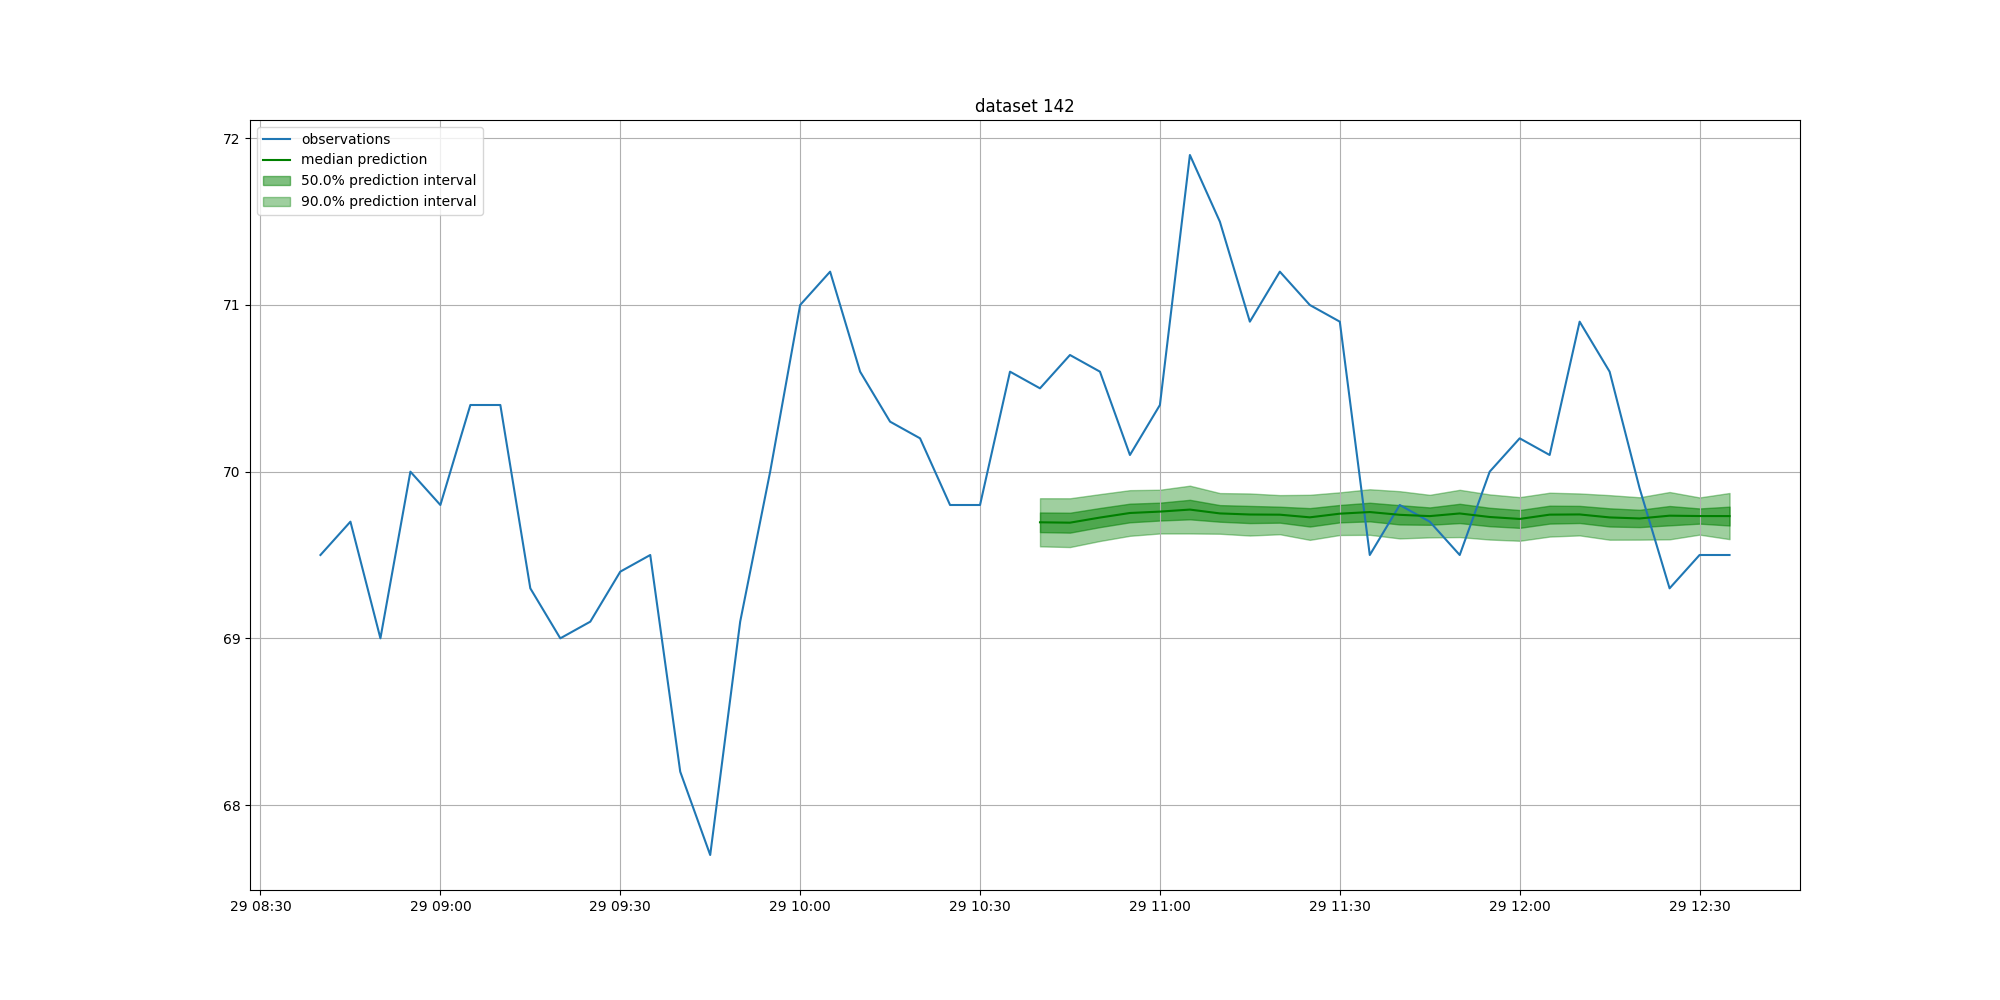 dataset 142
observations
median prediction
50.0% prediction interval
90.0% prediction interval
72
71
70
69
68
29 08:30
29 09:00
29 09:30
29 10:00
29 10:30
29 11:00
29 11:30
29 12:00
29 12:30